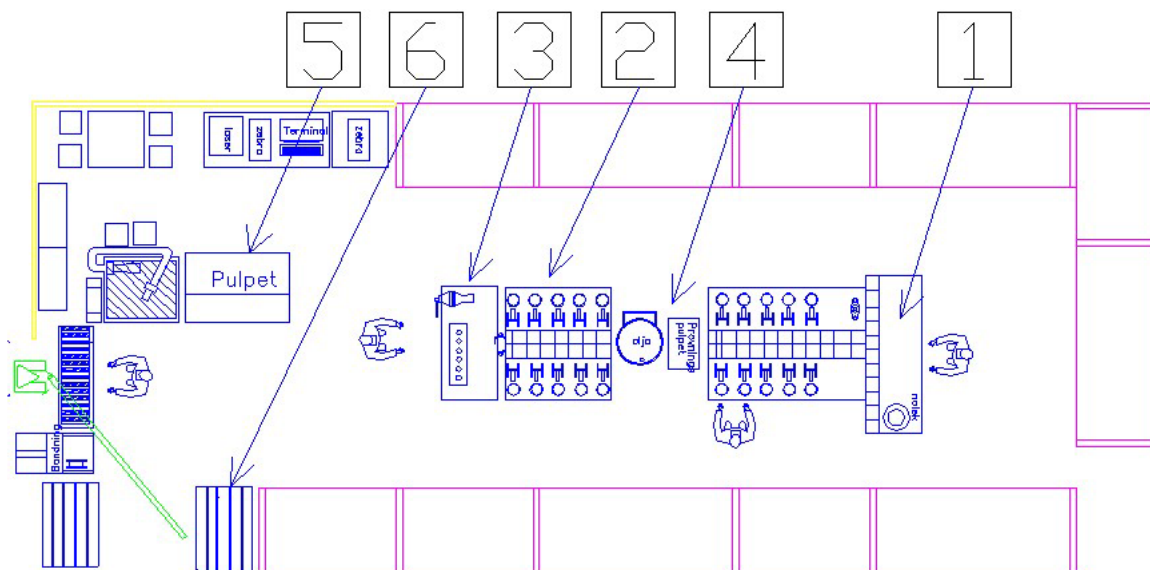 5 6 3 2 4 1
laser
zebra
Terminal
zebra
Pulpet
olja
Provnings
pulpet
nolek
Bandning